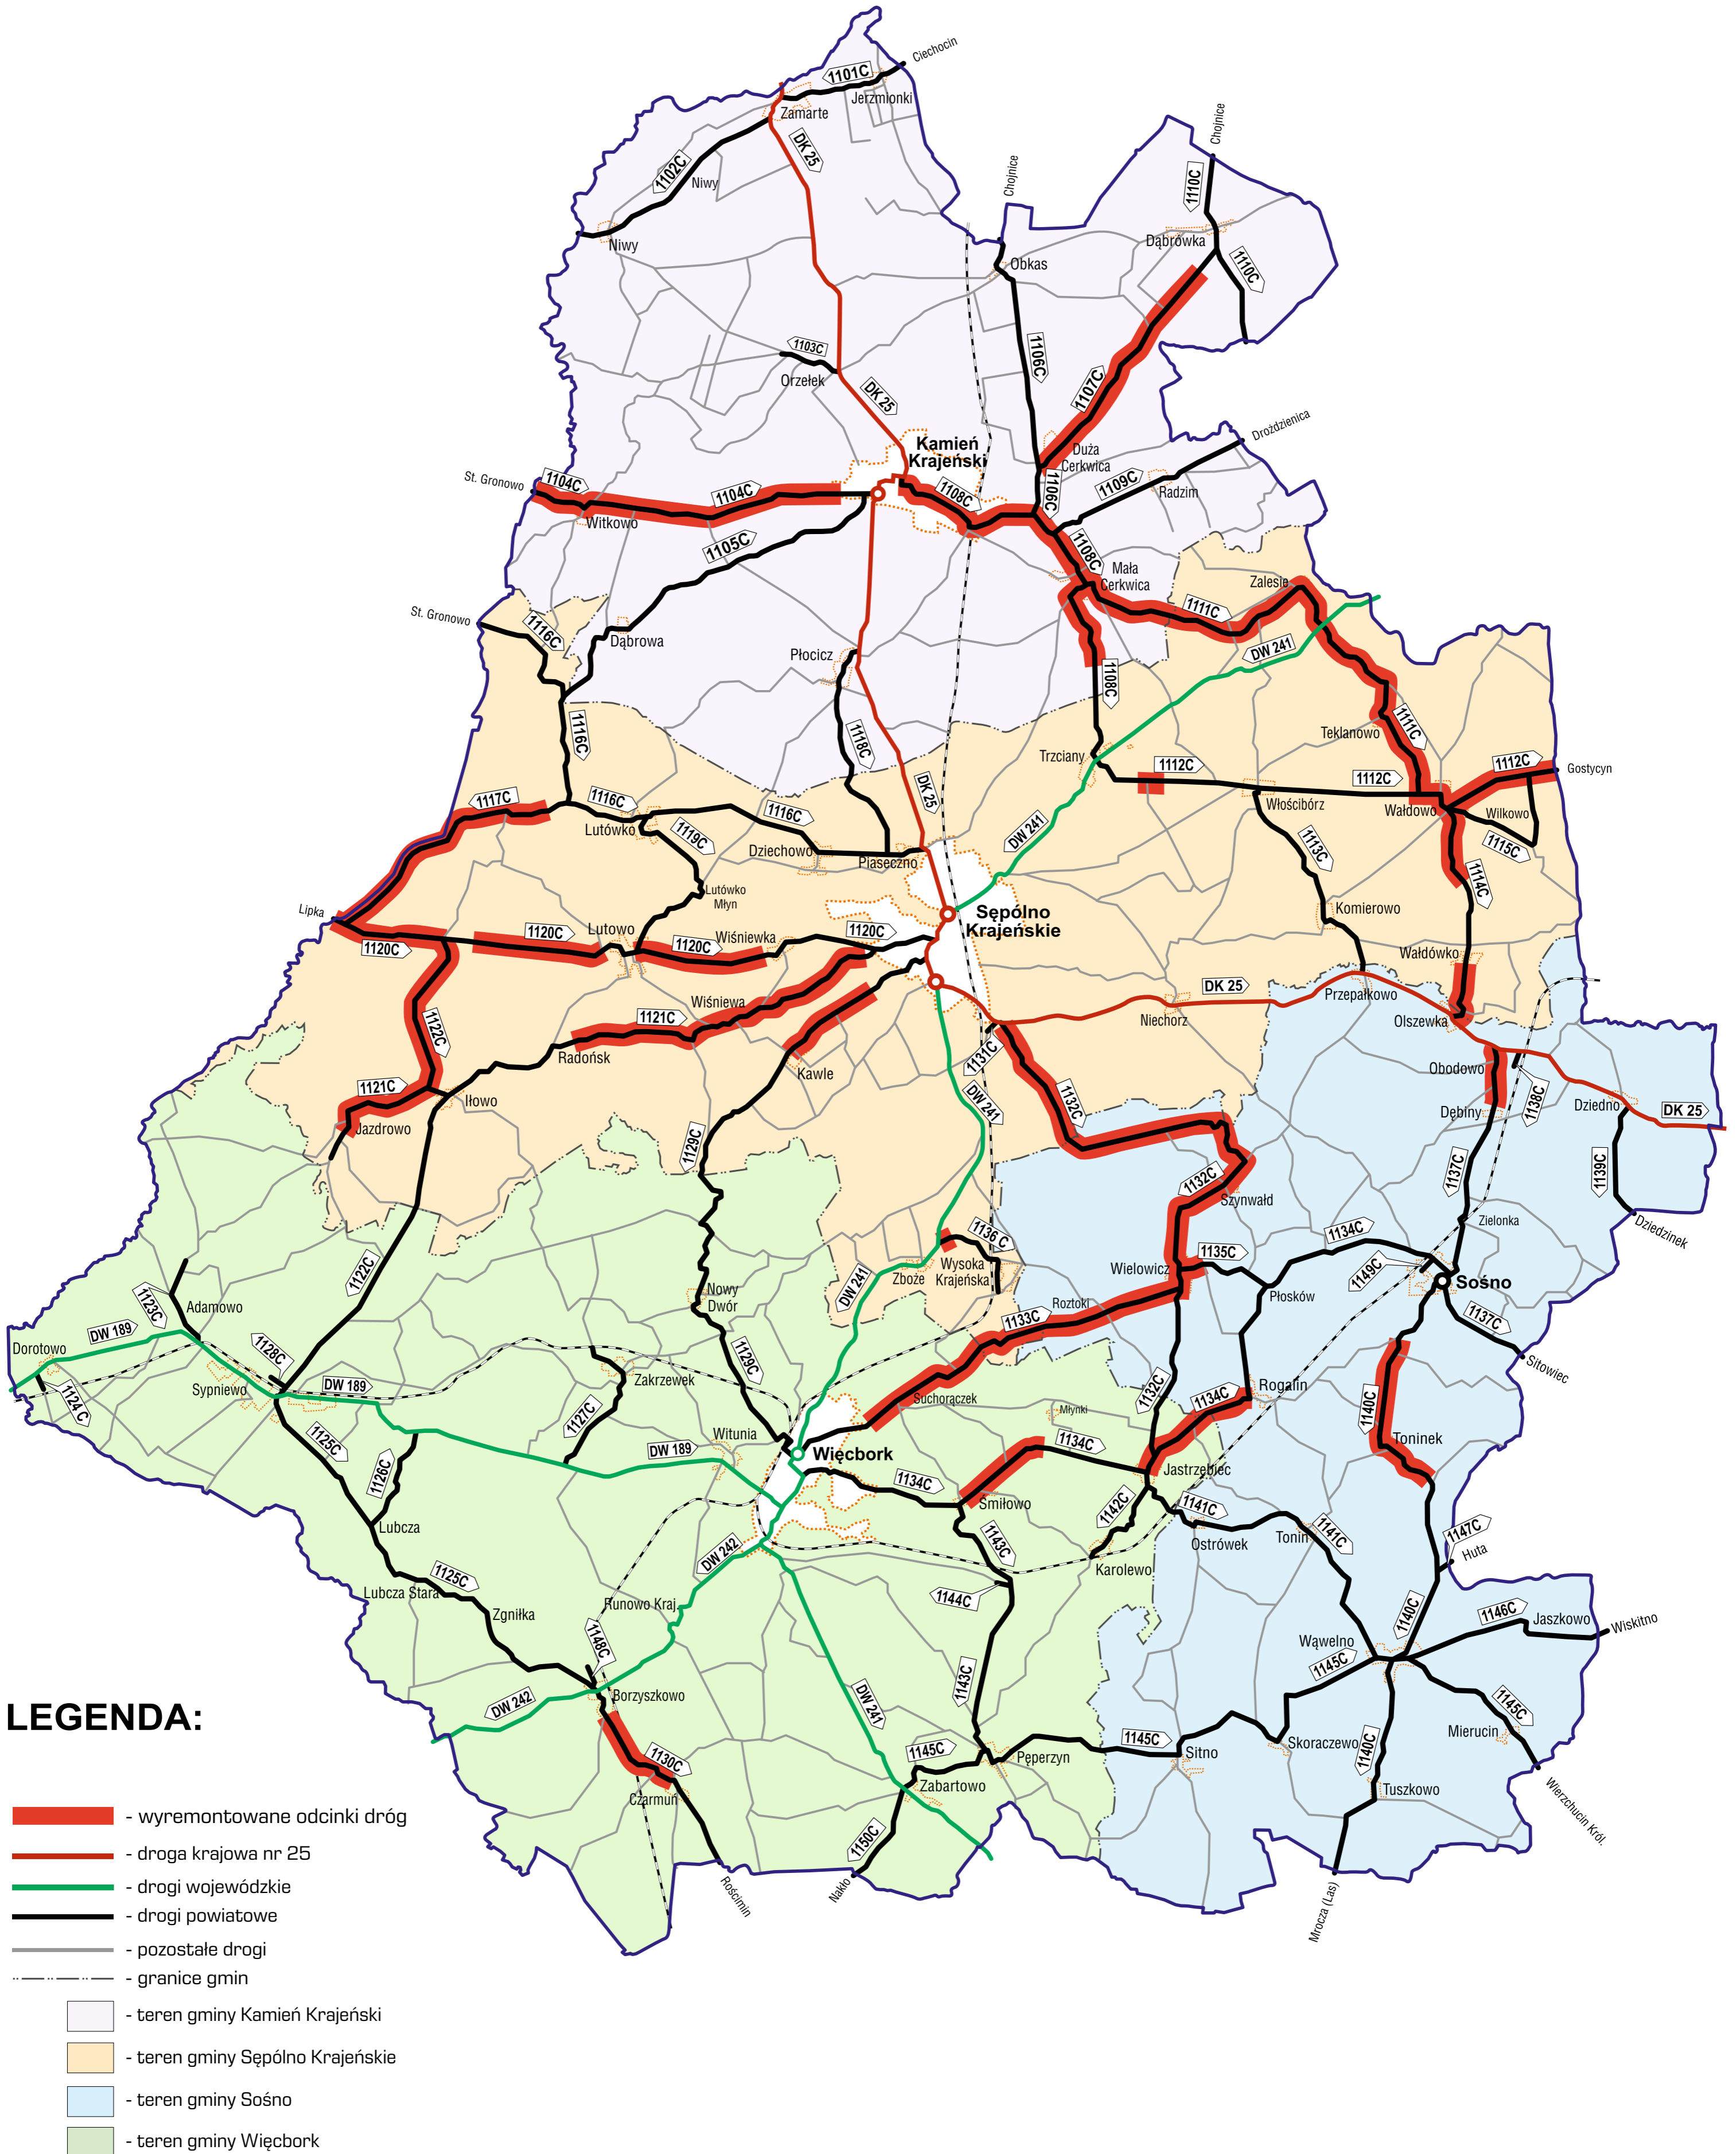 Ciechocin
1101C
Jerzmionki
Zamarte
DK 25
Chojnice
1102C
Niwy
Chojnice
1110C
Niwy
Dąbrówka
Obkas
1110C
1103C
1106C
Orzełek
DK 25
1107C
Kamień
Krajeński
Drożdzienica
Duża
Cerkwica
St. Gronowo
1104C
1104C
1108C
1106C
1109C
Radzim
Witkowo
1105C
1108C
Mała
Cerkwica
Zalesie
St. Gronowo
1116C
1111C
Dąbrowa
Płocicz
DW 241
1108C
1116C
1118C
Teklanowo
1111C
Trzciany
1112C
1112C
1112C
Gostycyn
DK 25
1117C
1116C
1116C
Włościbórz
Wałdowo
Wilkowo
Lutówko
1119C
Dziechowo
Piaseczno
DW 241
1113C
1115C
Lutówko
Młyn
1114C
Lipka
Sępólno
Krajeńskie
Komierowo
1120C
1120C
Lutowo
1120C
Wiśniewka
1120C
Wałdówko
Wiśniewa
DK 25
Przepałkowo
1122C
1121C
Niechorz
Olszewka
Radońsk
1131C
Kawle
Obodowo
1121C
Iłowo
1132C
DW 241
Dębiny
1138C
Dziedno
DK 25
Jazdrowo
1129C
1137C
1139C
1132C
Szynwałd
Zielonka
Dziedzinek
1136 C
1134C
1122C
Zboże
Wysoka
Krajeńska
Wielowicz
1135C
1149C
Sośno
1123C
Adamowo
Nowy
Dwór
DW 241
Roztoki
Płosków
DW 189
1133C
1137C
Dorotowo
1128C
1129C
Sitowiec
Sypniewo
DW 189
Zakrzewek
1124 C
Suchorączek
1132C
1134C
Rogalin
1140C
1127C
Młynki
Witunia
1125C
DW 189
Więcbork
1134C
Toninek
1126C
1134C
Jastrzębiec
Śmiłowo
1142C
1141C
Lubcza
1143C
Ostrówek
Tonin
1141C
1147C
Huta
DW 242
Karolewo
1125C
Lubcza Stara
1144C
Runowo Kraj.
Zgniłka
1140C
1146C
Jaszkowo
Wiskitno
1148C
Wąwelno
1145C
1143C
LEGENDA:
DW 242
Borzyszkowo
DW 241
1145C
Mierucin
1145C
1145C
Pęperzyn
Sitno
Skoraczewo
1140C
1130C
Czarmuń
Zabartowo
Tuszkowo
Wierzchucin Król.
- wyremontowane odcinki dróg
1150C
- droga krajowa nr 25
Rościmin
Nakło
- drogi wojewódzkie
Mrocza (Las)
- drogi powiatowe
- pozostałe drogi
- granice gmin
- teren gminy Kamień Krajeński
- teren gminy Sępólno Krajeńskie
- teren gminy Sośno
- teren gminy Więcbork